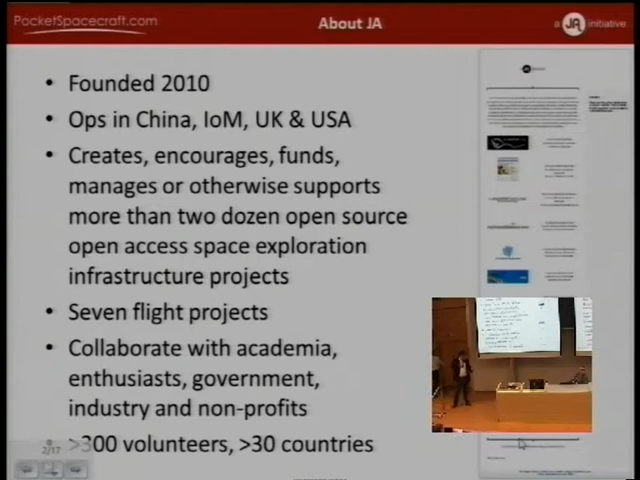 PocketSpacecraft.com
About JA
a JA initiative
• Founded 2010
• Ops in China, IoM, UK & USA
• Creates, encourages, funds,
manages or otherwise supports
more than two dozen open source
open access space exploration
infrastructure projects
• Seven flight projects
• Collaborate with academia,
enthusiasts, government,
industry and non-profits
>300 volunteers, >30 countries
2/17